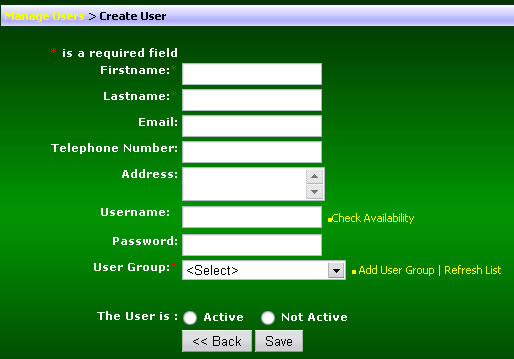 Manage Users > Create User
* is a required field
Firstname:*
Lastname:*
Email:
Telephone Number:
Address:
Username:
Check Availability
Password:
User Group:*
<Select>
Add User Group | Refresh List
The User is :
Active
Not Active
<< Back
Save